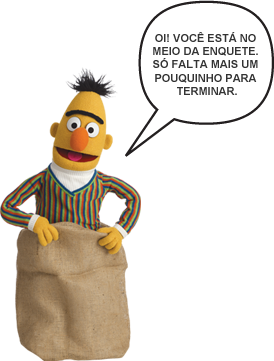 OI! VOCÊ ESTÁ NO
MEIO DA ENQUETE.
SÓ FALTA MAIS UM
POUQUINHO PARA
TERMINAR.